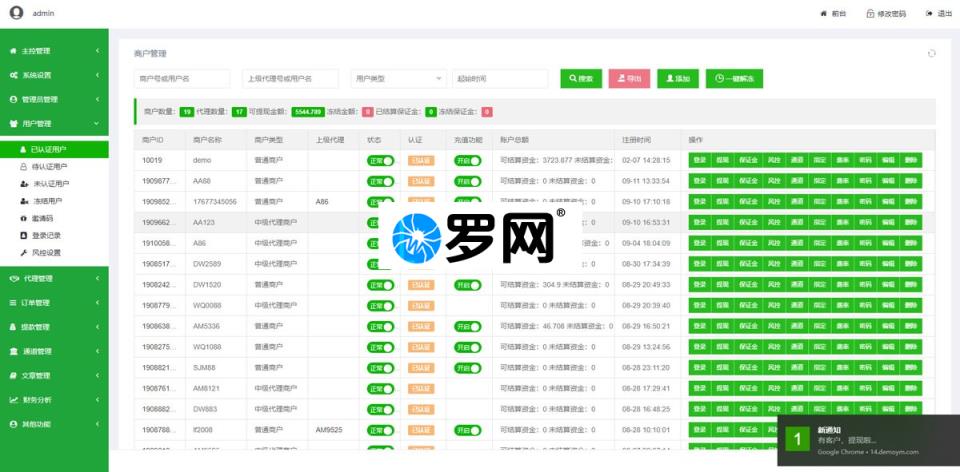 admin
前台
修改密码
退出
主控管理
系统设置
管理员管理
用户管理
已认证用户
待认证用户
未认证用户
冻结用户
邀请码
登录记录
风控设置
代理管理
订单管理
提款管理
通道管理
文章管理
财务分析
其他功能
商户管理
商户号或用户名 上级代理号或用户名 用户类型 起始时间 搜索 导出 添加 一键解冻
商户数量: 19 代理数量: 17 可提现金额: 5544.789 冻结金额: 0 已结算保证金: 0 冻结保证金: 0
商户ID 商户名称 商户类型 上级代理 状态 认证 充值功能 账户总额 注册时间 操作
10019 demo 普通商户 正常 已认证 开启 可结算资金: 3723.877 未结算资金: 02-07 14:28:15 登录 提现 保证金 风控 通道 指定 费率 密码 编辑 删除
1909877... AA88 普通商户 正常 已认证 开启 可结算资金: 0 未结算资金: 0 09-11 13:33:54 登录 提现 保证金 风控 通道 指定 费率 密码 编辑 删除
1909852... 17677345056 普通商户 A86 09-10 17:10:18 登录 提现 保证金 风控 通道 指定 费率 密码 编辑 删除
1909662... AA123 中级代理商户 : 0 09-10 16:53:31 登录 提现 保证金 风控 通道 指定 费率 密码 编辑 删除
1910058... A86 中级代理商户 资金: 0 09-04 18:04:09 登录 提现 保证金 风控 通道 指定 费率 密码 编辑 删除
1908517... DW2589 中级代理商户 : 0 08-30 17:34:39 登录 提现 保证金 风控 通道 指定 费率 密码 编辑 删除
1908242... DW1520 普通商户 正常 已认证 开启 可结算资金: 304.9 未结算资金: 0 08-29 20:49:33 登录 提现 保证金 风控 通道 指定 费率 密码 编辑 删除
1908779... WQ0088 中级代理商户 正常 已认证 可结算资金: 0 未结算资金: 0 08-29 20:39:40 登录 提现 保证金 风控 通道 指定 费率 密码 编辑 删除
1908638... AM5336 普通商户 正常 已认证 开启 可结算资金: 46.708 未结算资金: 0 08-29 16:50:21 登录 提现 保证金 风控 通道 指定 费率 密码 编辑 删除
1908275... WQ1088 普通商户 正常 已认证 开启 可结算资金: 0 未结算资金: 0 08-29 13:24:56 登录 提现 保证金 风控 通道 指定 费率 密码 编辑 删除
1908821... SJM88 普通商户 正常 已认证 开启 可结算资金: 0 未结算资金: 0 08-28 23:11:20 登录 提现 保证金 风控 通道 指定 费率 密码 编辑 删除
1908761... AM8121 中级代理商户 正常 已认证 可结算资金: 0 未结算资金: 0 08-28 17:29:41 登录 提现 保证金 风控 通道 指定 费率 密码 编辑 删除
1908882... DW883 中级代理商户 正常 已认证 可结算资金: 0 未结算资金: 0 08-28 16:48:25 登录 提现 保证金 风控 通道 指定 费率 密码 编辑 删除
1908788... lf2008 普通商户 AM9525 正常 已认证 开启 可结算资金: 0 未结算资金: 0 08-28 10:10:01 登录
罗网®
1
新通知
有客户, 提现啦...
Google Chrome • 14.demoym.com